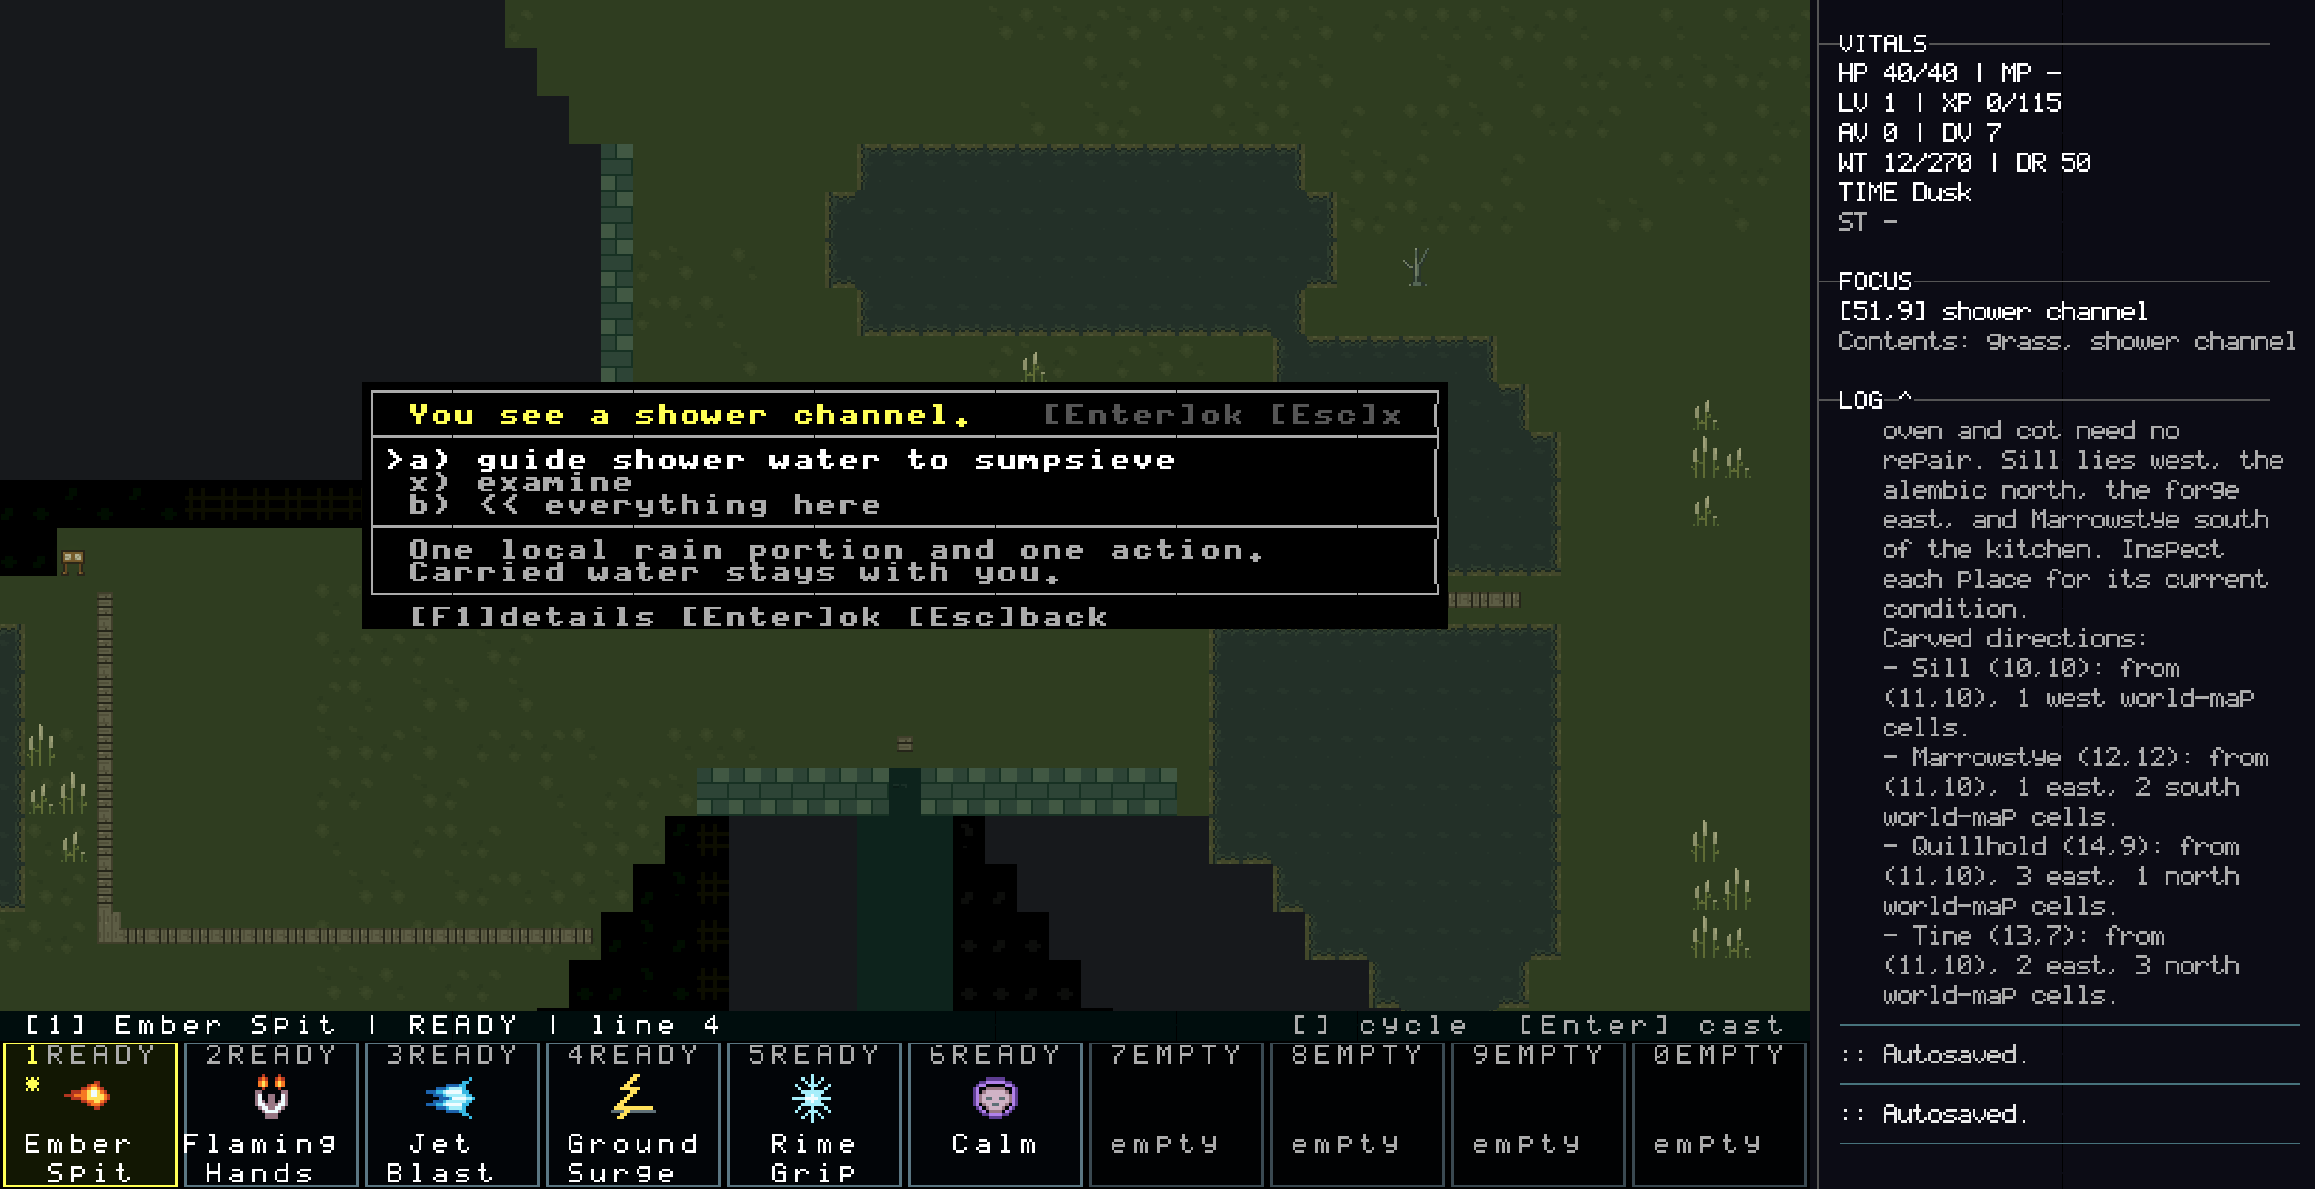 You see a shower channel. [Enter]ok [Esc]x
>a) guide shower water to sumpsieve
x) examine
b) << everything here
One local rain portion and one action.
Carried water stays with you.
[F1]details [Enter]ok [Esc]back
[1] Ember Spit | READY | line 4
[] cycle [Enter] cast
1READY
Ember
Spit
2READY
Flaming
Hands
3READY
Jet
Blast
4READY
Ground
Surge
5READY
Rime
Grip
6READY
Calm
7EMPTY
empty
8EMPTY
empty
9EMPTY
empty
0EMPTY
empty
VITALS
HP 40/40 | MP -
LV 1 | XP 0/115
AV 0 | DV 7
WT 12/270 | DR 50
TIME Dusk
ST -
FOCUS
[51,9] shower channel
Contents: grass, shower channel
LOG ^
oven and cot need no
repair. Sill lies west, the
alembic north, the forge
east, and Marrowstye south
of the kitchen. Inspect
each place for its current
condition.
Carved directions:
- Sill (10,10): from
(11,10), 1 west world-map
cells.
- Marrowstye (12,12): from
(11,10), 1 east, 2 south
world-map cells.
- Quillhold (14,9): from
(11,10), 3 east, 1 north
world-map cells.
- Tine (13,7): from
(11,10), 2 east, 3 north
world-map cells.
:: Autosaved.
:: Autosaved.